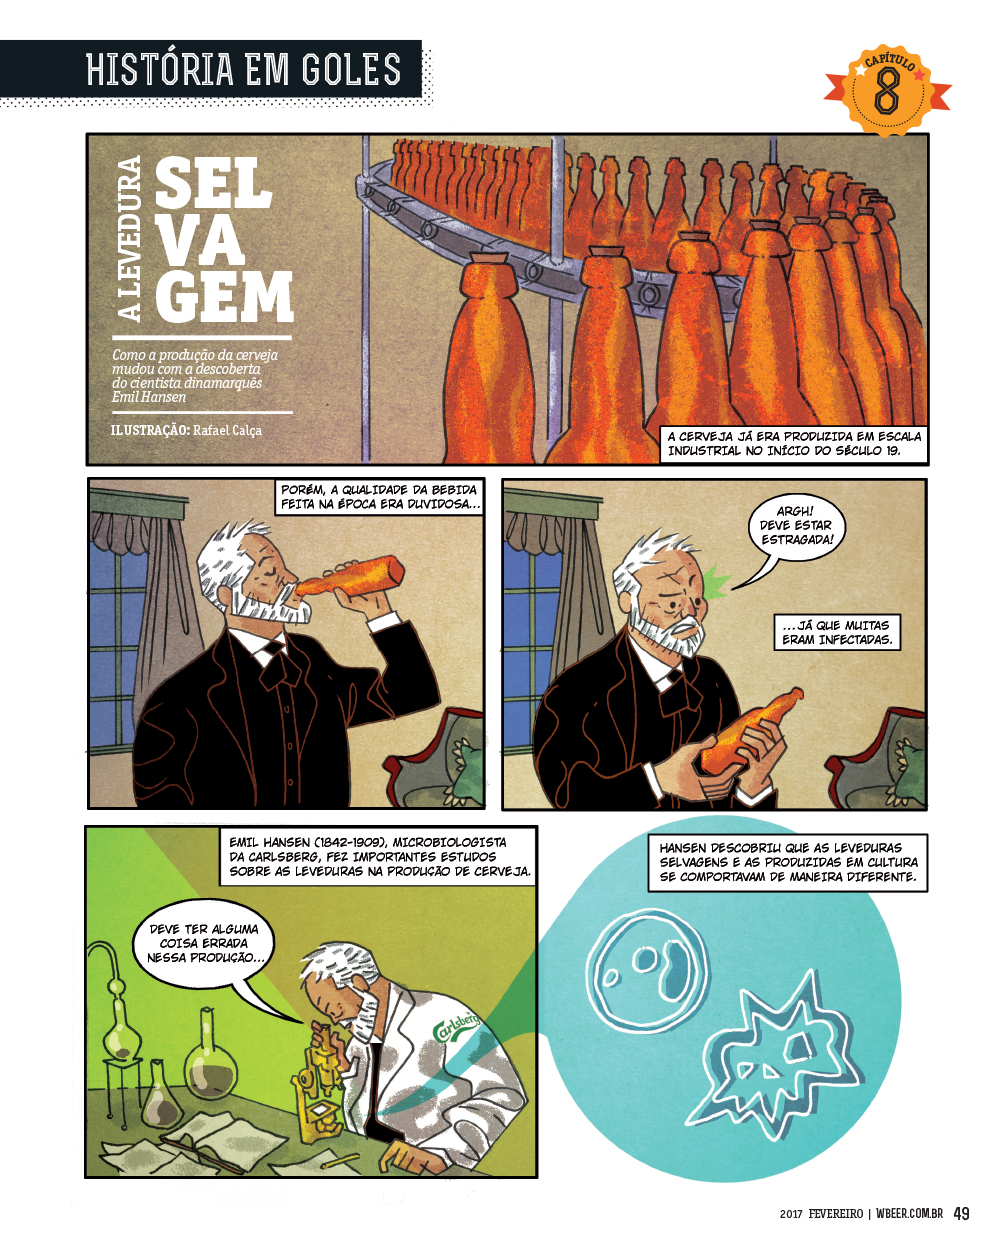 HISTÓRIA EM GOLES
CAPÍTULO
8
A LEVEDURA
SEL
VA
GEM
Como a produção da cerveja
mudou com a descoberta
do cientista dinamarquês
Emil Hansen
ILUSTRAÇÃO: Rafael Calça
A CERVEJA JÁ ERA PRODUZIDA EM ESCALA
INDUSTRIAL NO INÍCIO DO SÉCULO 19.
PORÉM, A QUALIDADE DA BEBIDA
FEITA NA ÉPOCA ERA DUVIDOSA...
ARGH!
DEVE ESTAR
ESTRAGADA!
...JÁ QUE MUITAS
ERAM INFECTADAS.
EMIL HANSEN (1842-1909), MICROBIOLOGISTA
DA CARLSBERG, FEZ IMPORTANTES ESTUDOS
SOBRE AS LEVEDURAS NA PRODUÇÃO DE CERVEJA.
DEVE TER ALGUMA
COISA ERRADA
NESSA PRODUÇÃO...
Carlsberg
HANSEN DESCOBRIU QUE AS LEVEDURAS
SELVAGENS E AS PRODUZIDAS EM CULTURA
SE COMPORTAVAM DE MANEIRA DIFERENTE.
2017 FEVEREIRO | WBEER.COM.BR 49